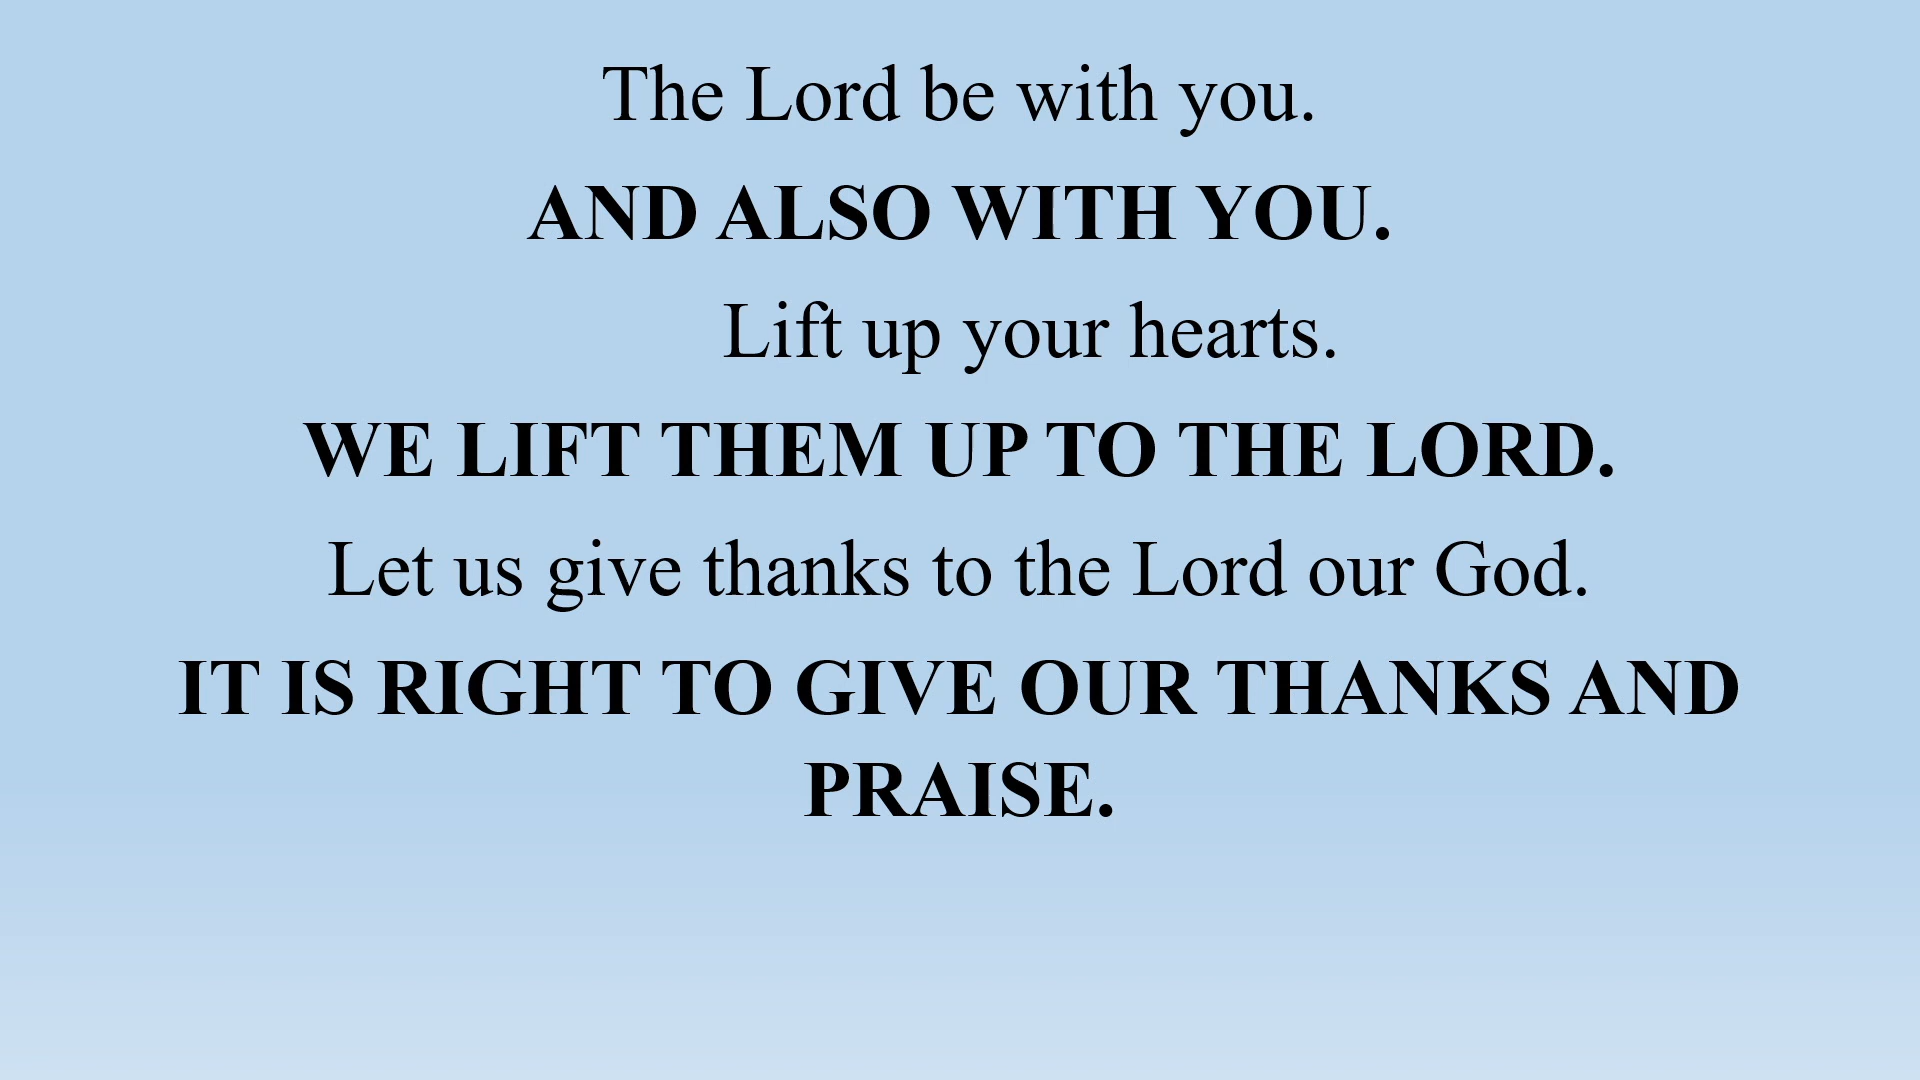 The Lord be with you.
AND ALSO WITH YOU.
Lift up your hearts.
WE LIFT THEM UP TO THE LORD.
Let us give thanks to the Lord our God.
IT IS RIGHT TO GIVE OUR THANKS AND
PRAISE.